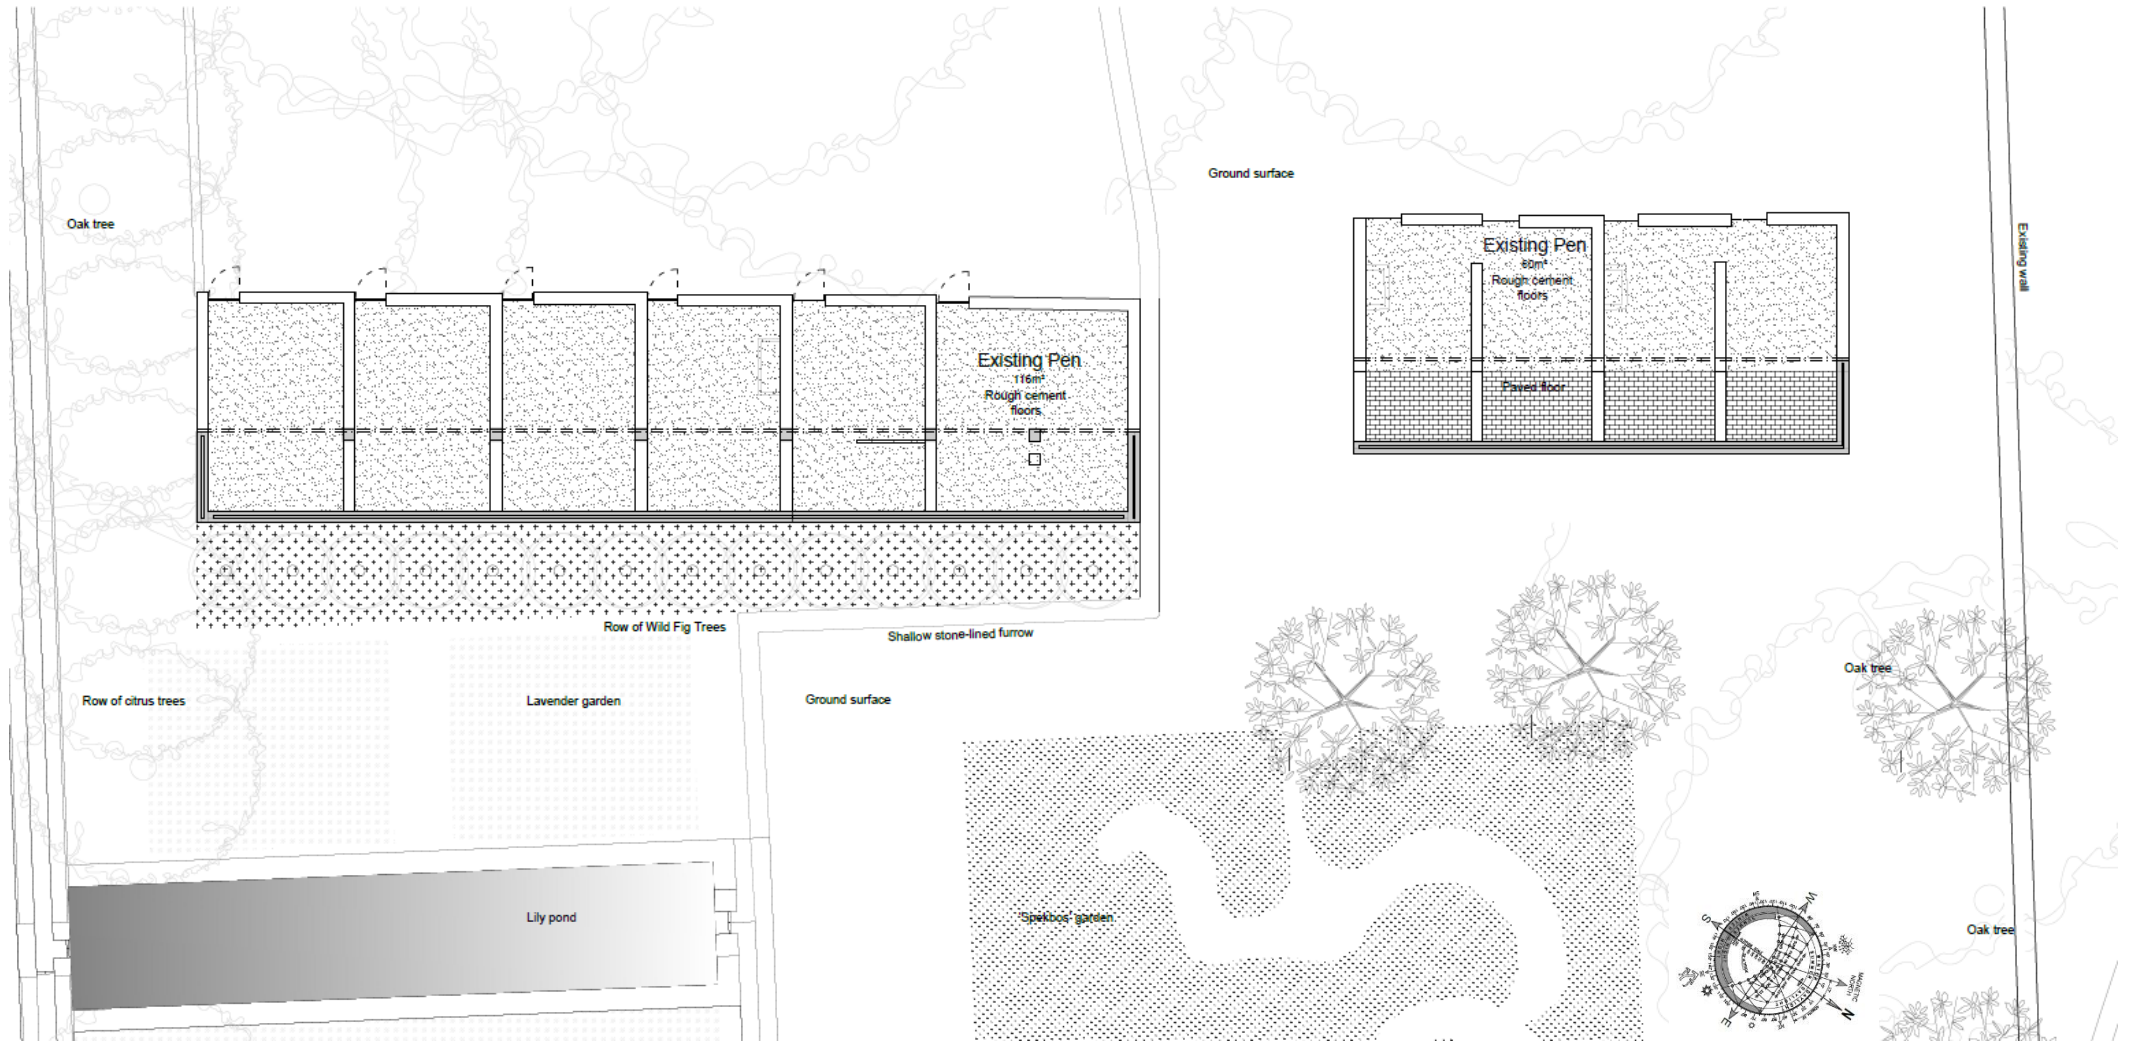 Ground surface
Oak tree
Existing wall
Existing Pen
60m²
Rough cement
floors
Existing Pen
116m²
Rough cement
floors
Paved floor
Row of Wild Fig Trees
Shallow stone-lined furrow
Oak tree
Row of citrus trees
Lavender garden
Ground surface
Lily pond
'Spekbos' garden
Oak tree
W
S
MAGNETIC
NORTH
N
E